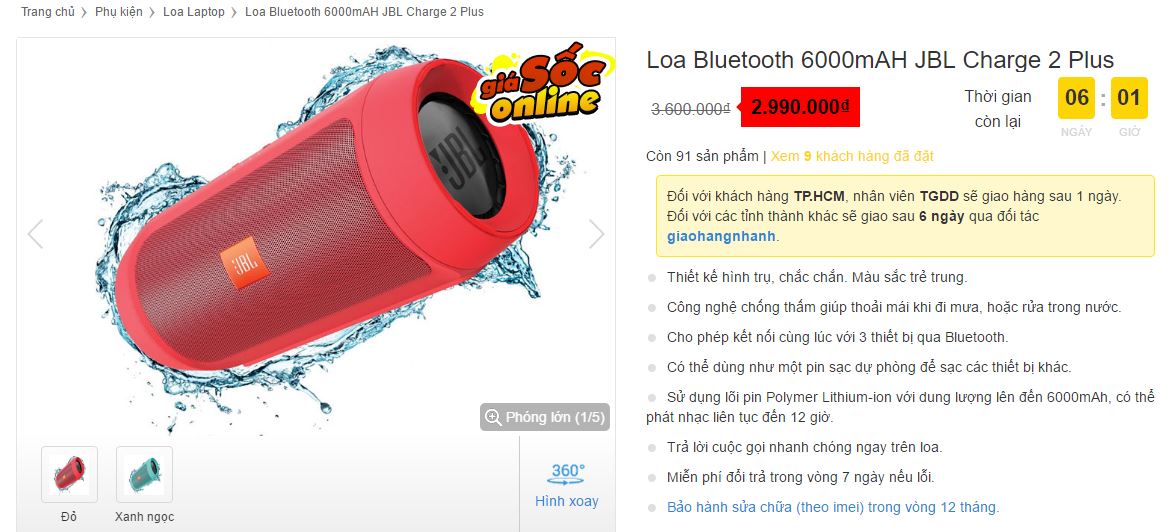 Trang chủ › Phụ kiện › Loa Laptop › Loa Bluetooth 6000mAH JBL Charge 2 Plus
giá Sốc
online
JBL
JBL
Phóng lớn (1/5)
Đỏ
Xanh ngọc
360°
Hình xoay
Loa Bluetooth 6000mAH JBL Charge 2 Plus
3.600.000₫
2.990.000₫
Thời gian
còn lại
06 : 01
NGÀY GIỜ
Còn 91 sản phẩm | Xem 9 khách hàng đã đặt
Đối với khách hàng TP.HCM, nhân viên TGDD sẽ giao hàng sau 1 ngày.
Đối với các tỉnh thành khác sẽ giao sau 6 ngày qua đối tác
giaohangnhanh.
Thiết kế hình trụ, chắc chắn. Màu sắc trẻ trung.
Công nghệ chống thấm giúp thoải mái khi đi mưa, hoặc rửa trong nước.
Cho phép kết nối cùng lúc với 3 thiết bị qua Bluetooth.
Có thể dùng như một pin sạc dự phòng để sạc các thiết bị khác.
Sử dụng lõi pin Polymer Lithium-ion với dung lượng lên đến 6000mAh, có thể
phát nhạc liên tục đến 12 giờ.
Trả lời cuộc gọi nhanh chóng ngay trên loa.
Miễn phí đổi trả trong vòng 7 ngày nếu lỗi.
Bảo hành sửa chữa (theo imei) trong vòng 12 tháng.